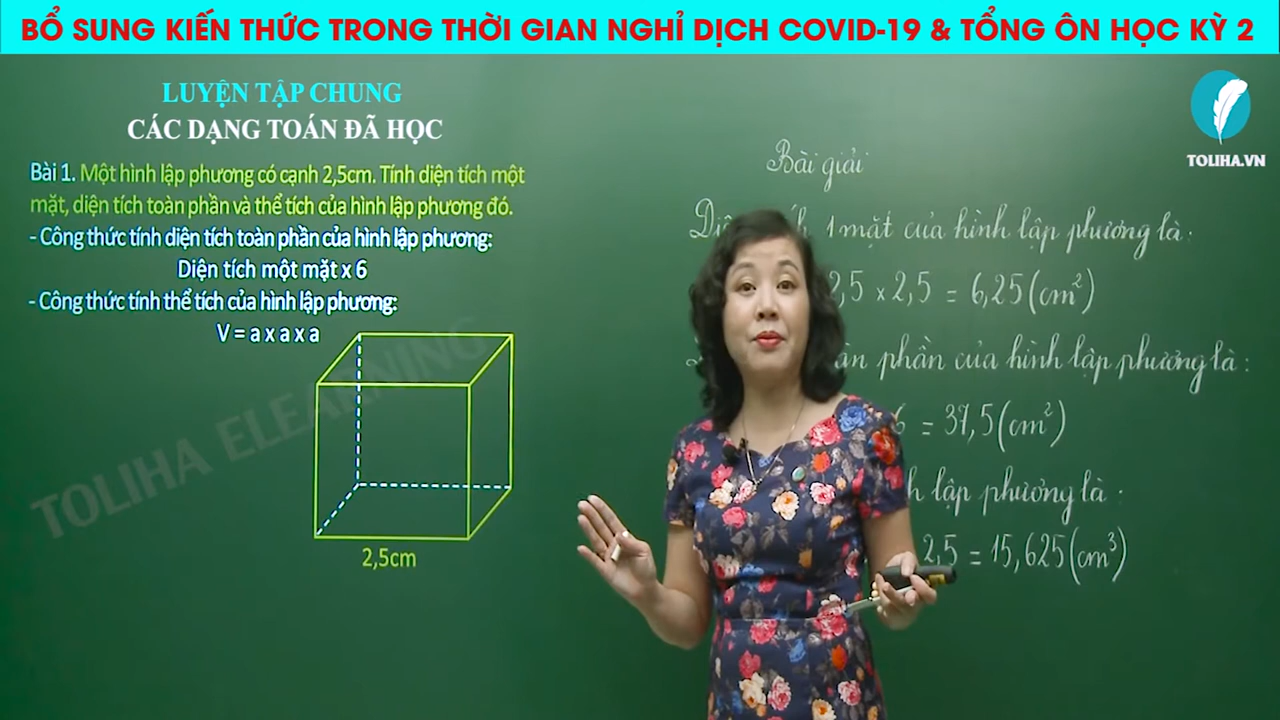 BỔ SUNG KIẾN THỨC TRONG THỜI GIAN NGHỈ DỊCH COVID-19 & TỔNG ÔN HỌC KỲ 2
LUYỆN TẬP CHUNG
CÁC DẠNG TOÁN ĐÃ HỌC
Bài 1. Một hình lập phương có cạnh 2,5cm. Tính diện tích một
mặt, diện tích toàn phần và thể tích của hình lập phương đó.
- Công thức tính diện tích toàn phần của hình lập phương:
Diện tích một mặt x 6
- Công thức tính thể tích của hình lập phương:
V = a x a x a
2,5cm
TOLIHA ELEARNING
TOLIHA.VN
Bài giải
1 mặt của hình lập phương là:
2,5 x 2,5 = 6,25 (cm²)
phần của hình lập phương là:
6 = 37,5 (cm²)
lập phương là:
2,5 = 15,625 (cm³)